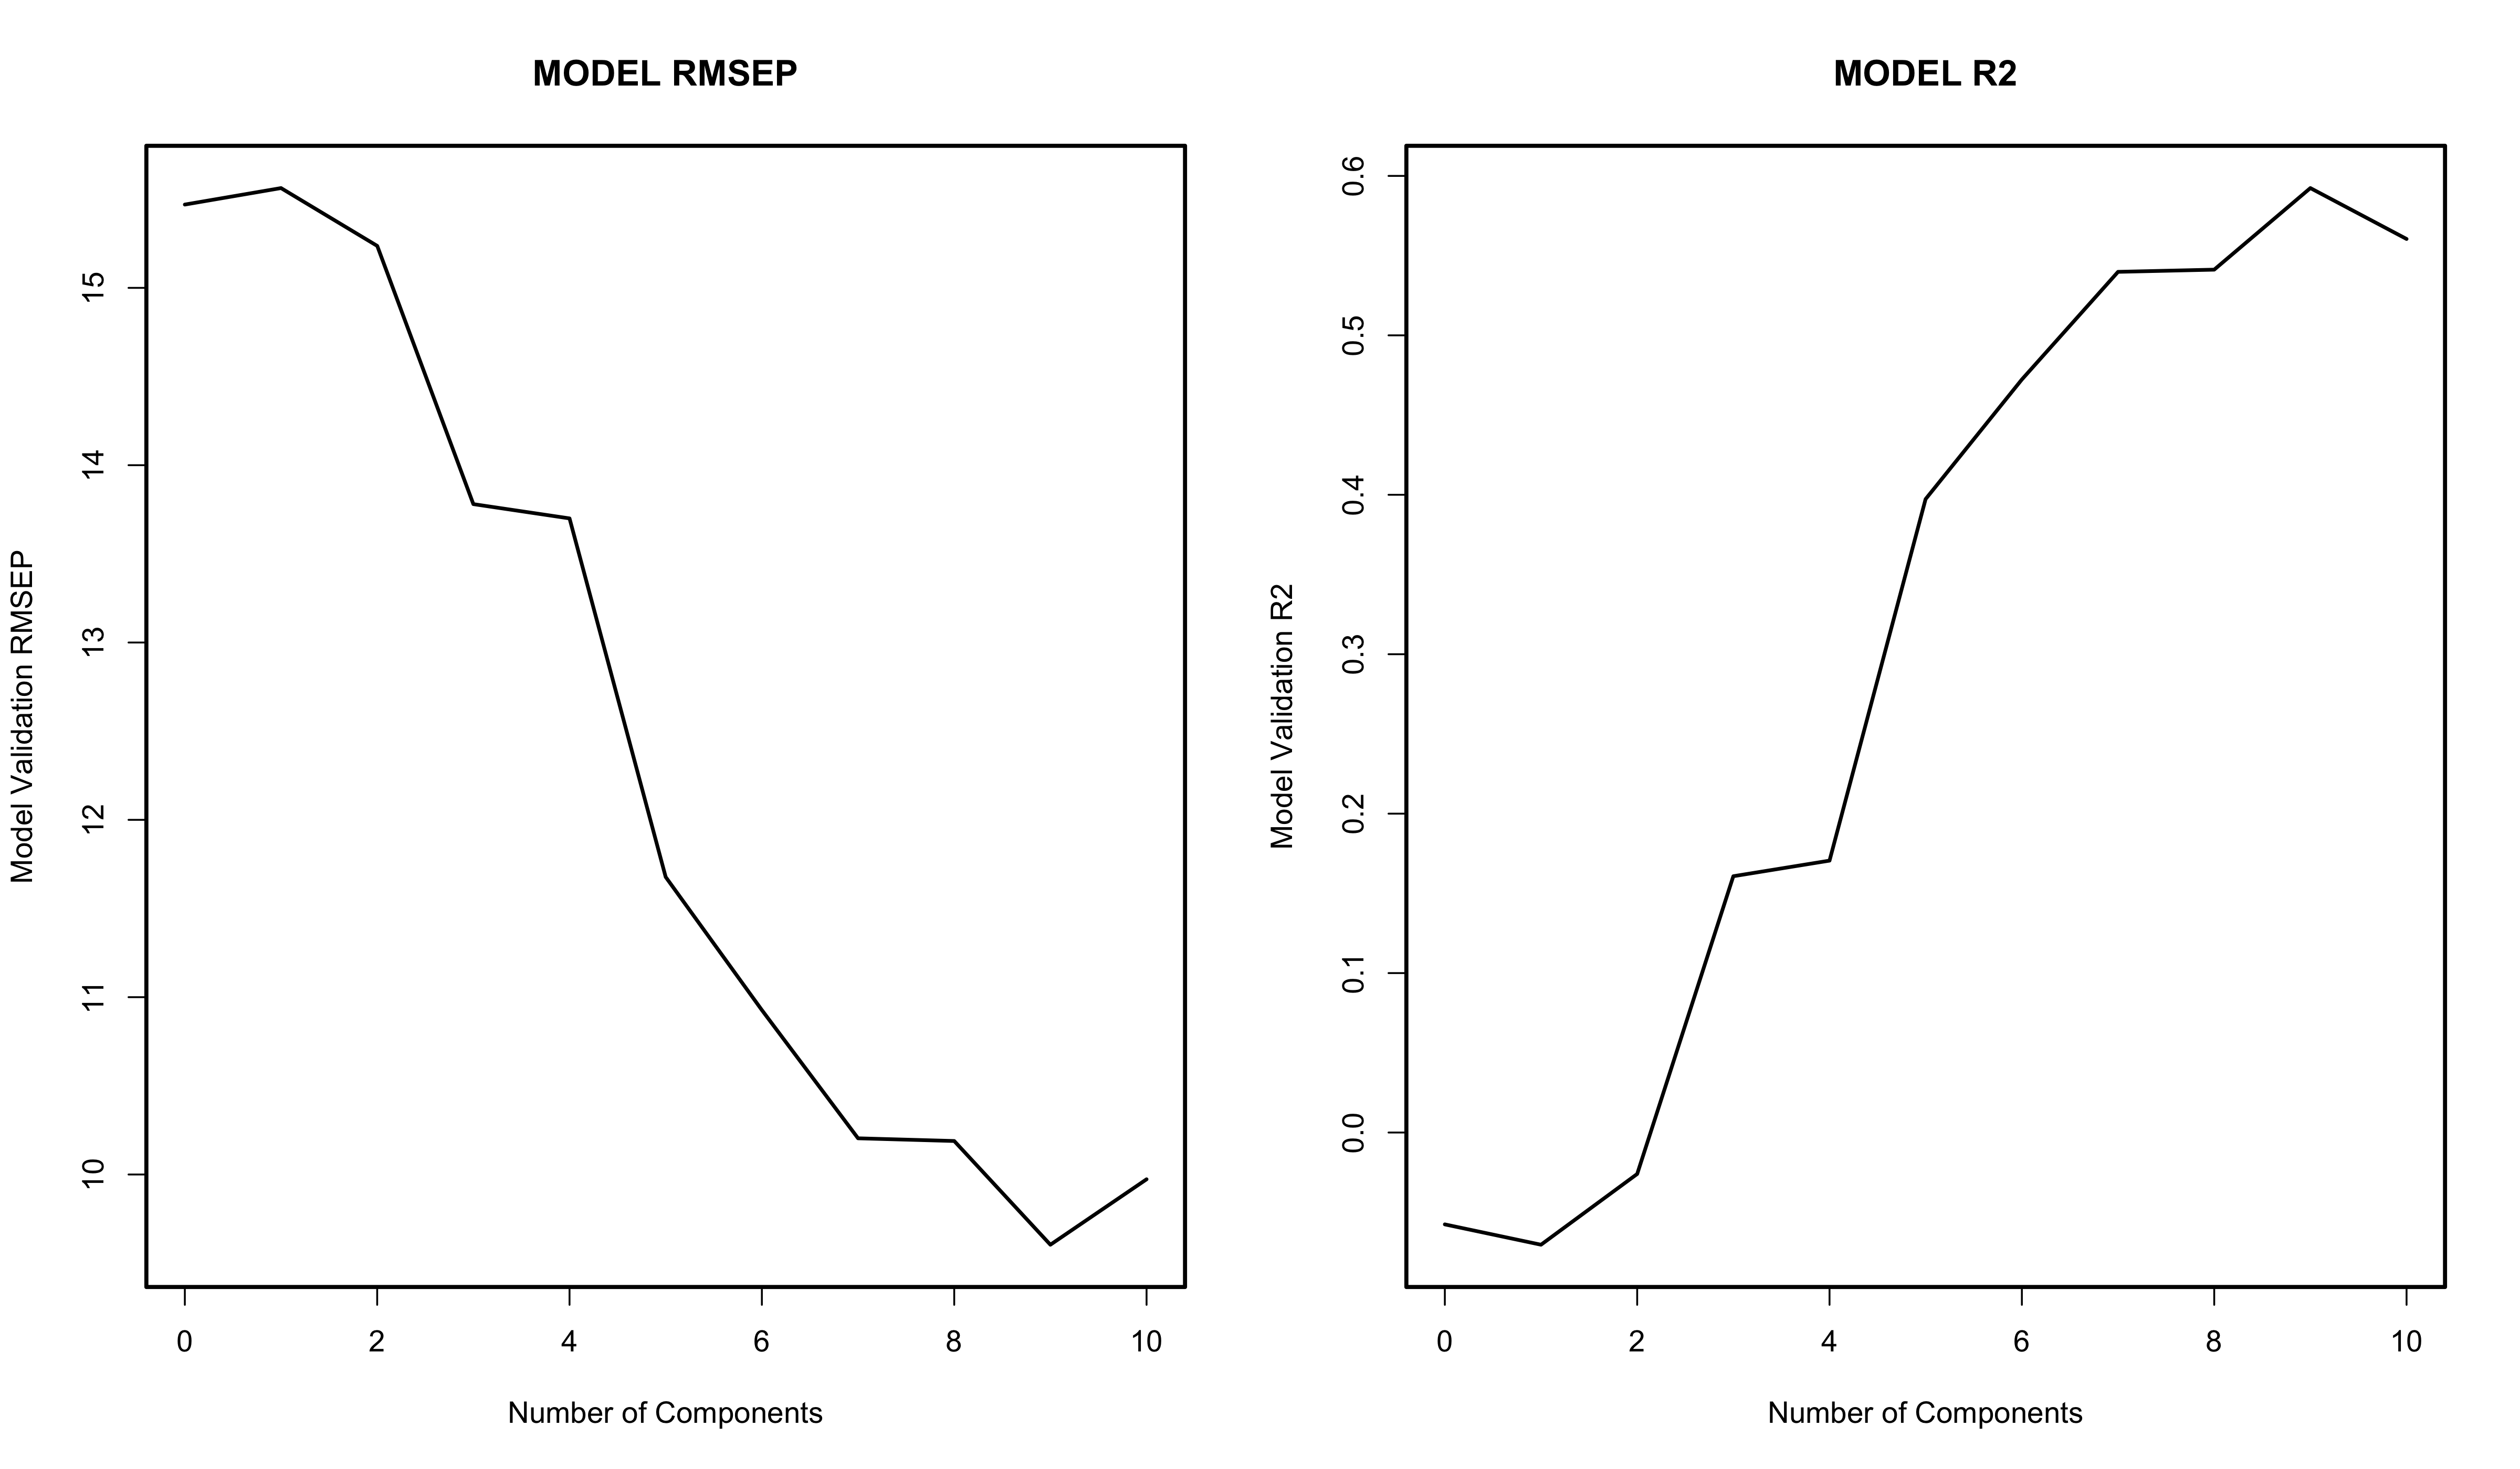 MODEL RMSEP
Model Validation RMSEP
15
14
13
12
11
10
0 2 4 6 8 10
Number of Components
MODEL R2
Model Validation R2
0.6
0.5
0.4
0.3
0.2
0.1
0.0
0 2 4 6 8 10
Number of Components